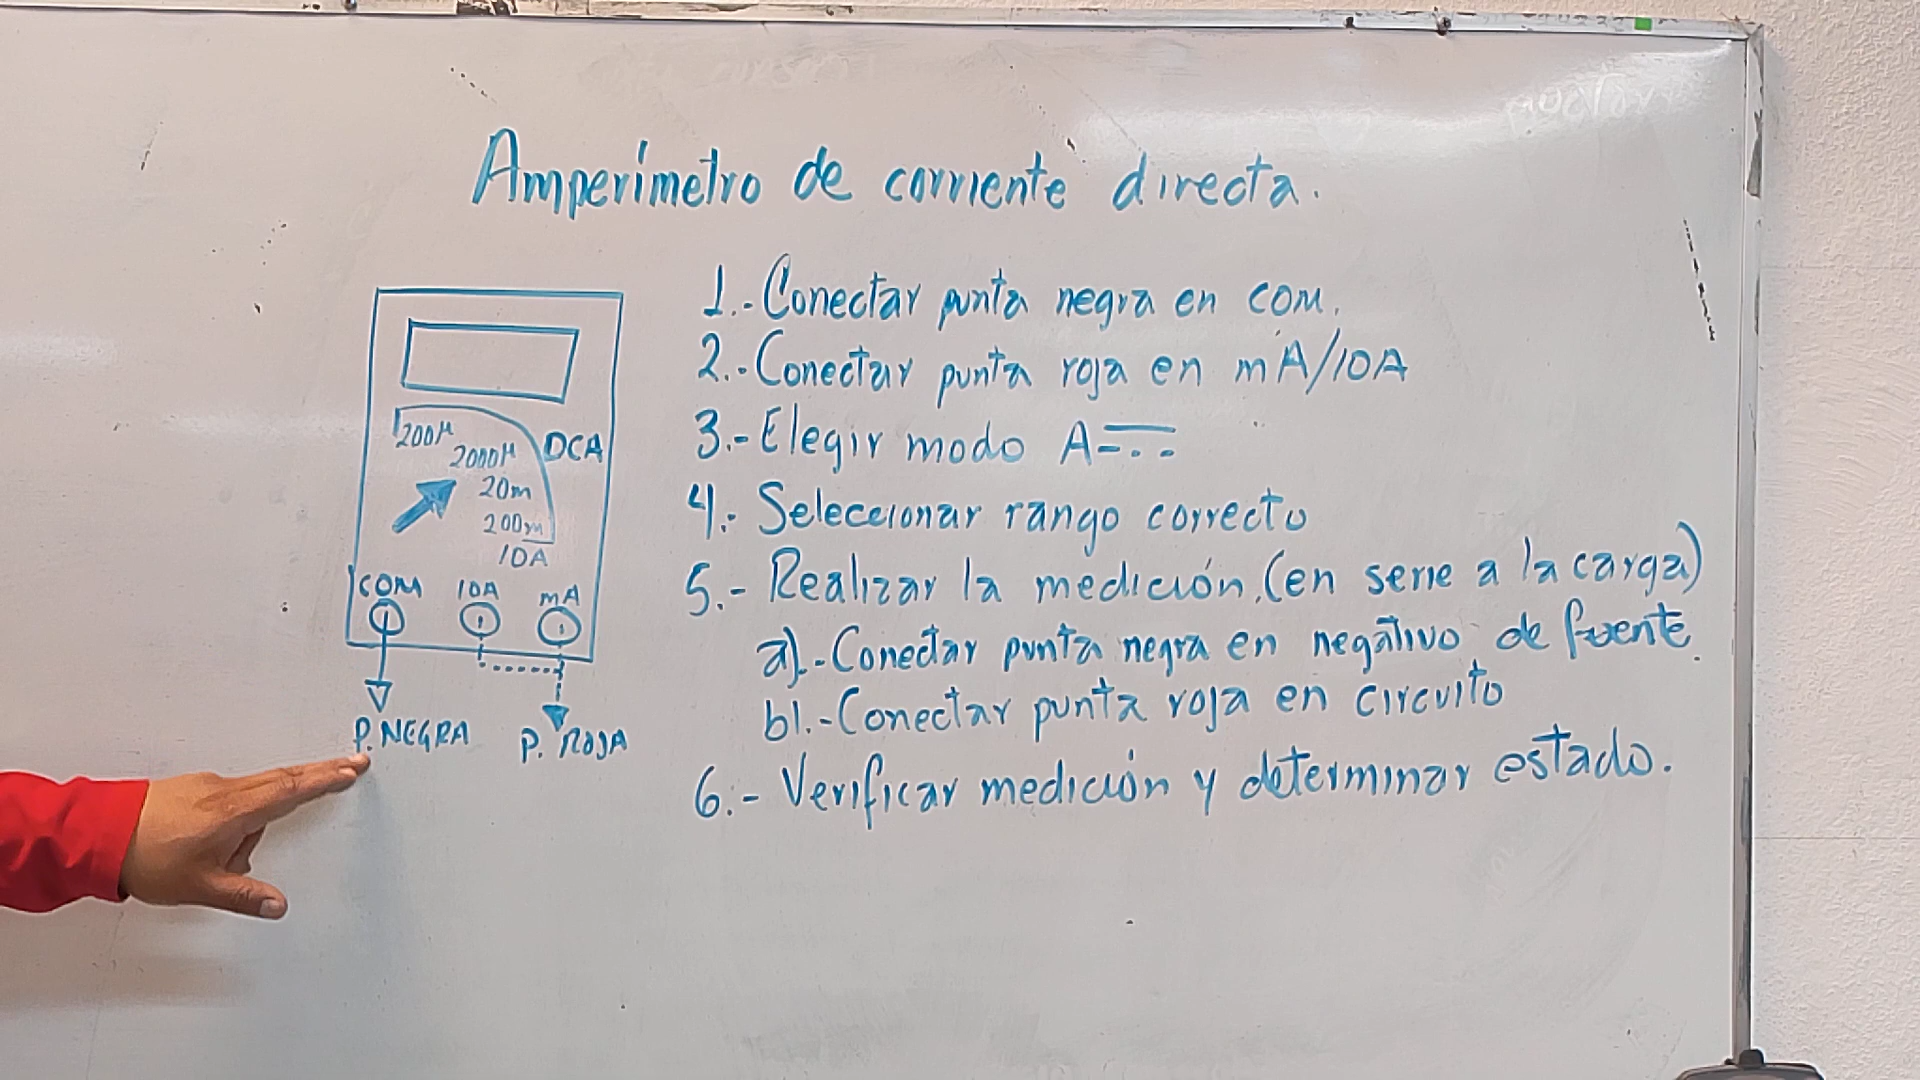 Amperímetro de corriente directa.
1.- Conectar punta negra en COM.
2.- Conectar punta roja en mA/10A
3.- Elegir modo A
4.- Seleccionar rango correcto
5.- Realizar la medición. (en serie a la carga)
a).- Conectar punta negra en negativo de fuente.
b).- Conectar punta roja en circuito
6.- Verificar medición y determinar estado.
200µ
2000µ
DCA
20m
200m
10A
COM 10A mA
P. NEGRA
P. ROJA